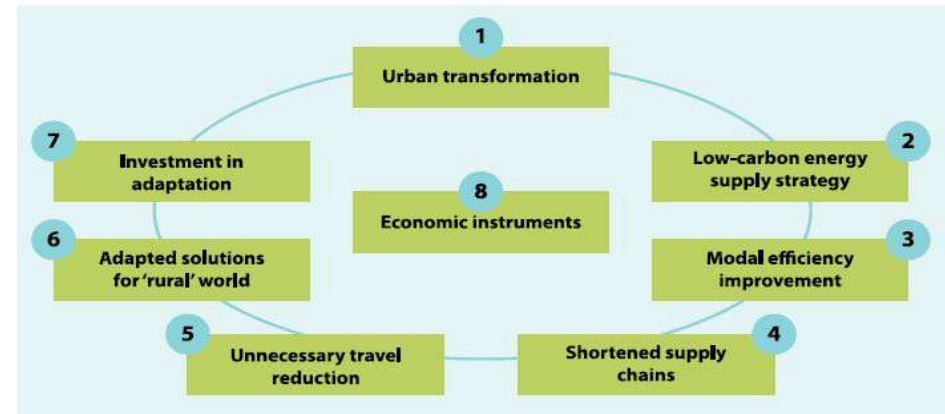 1
Urban transformation
2
Low-carbon energy
supply strategy
3
Modal efficiency
improvement
4
Shortened supply
chains
5
Unnecessary travel
reduction
6
Adapted solutions
for 'rural' world
7
Investment in
adaptation
8
Economic instruments